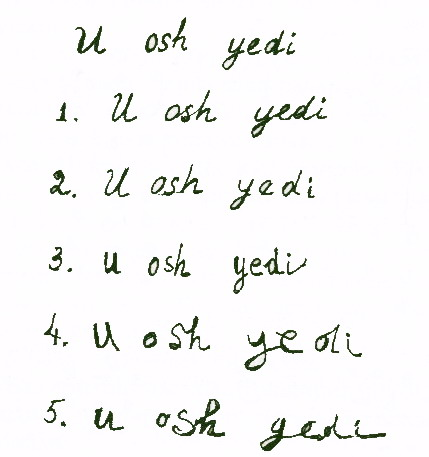 U osh yedi
1. U osh yedi
2. U osh yedi
3. U osh yedi
4. U osh yedi
5. U osh yedi